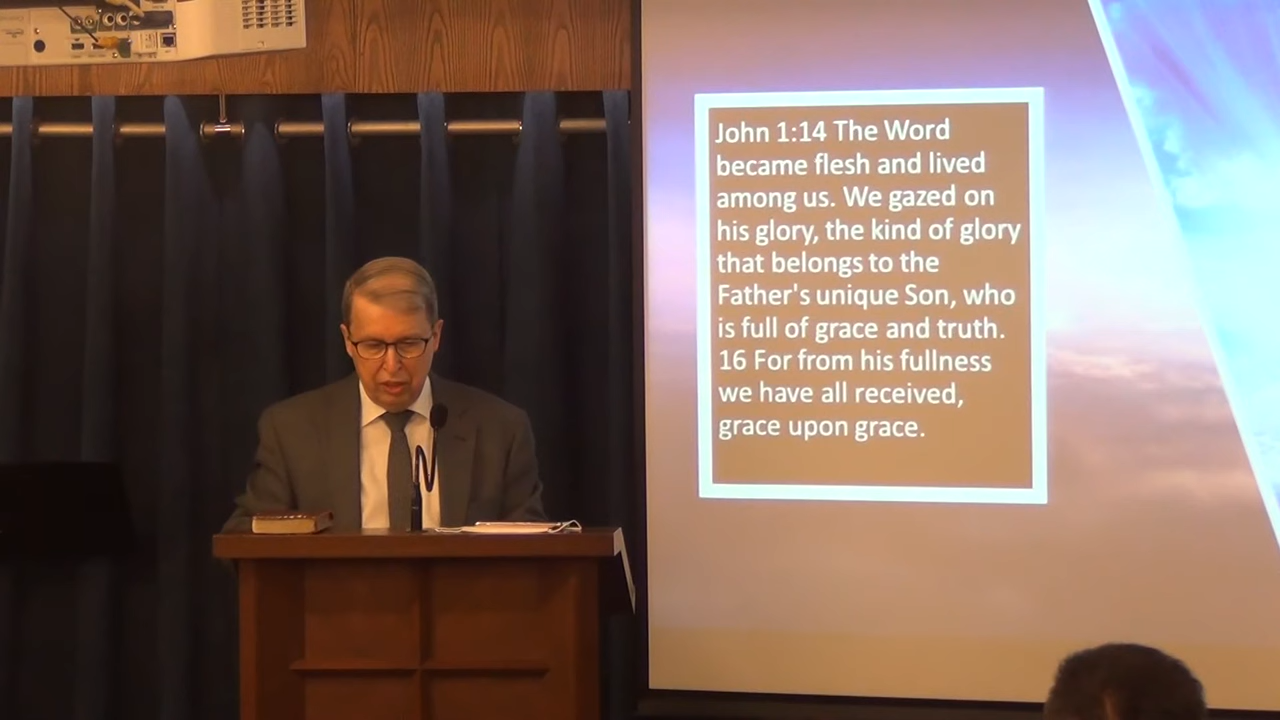 John 1:14 The Word
became flesh and lived
among us. We gazed on
his glory, the kind of glory
that belongs to the
Father's unique Son, who
is full of grace and truth.
16 For from his fullness
we have all received,
grace upon grace.